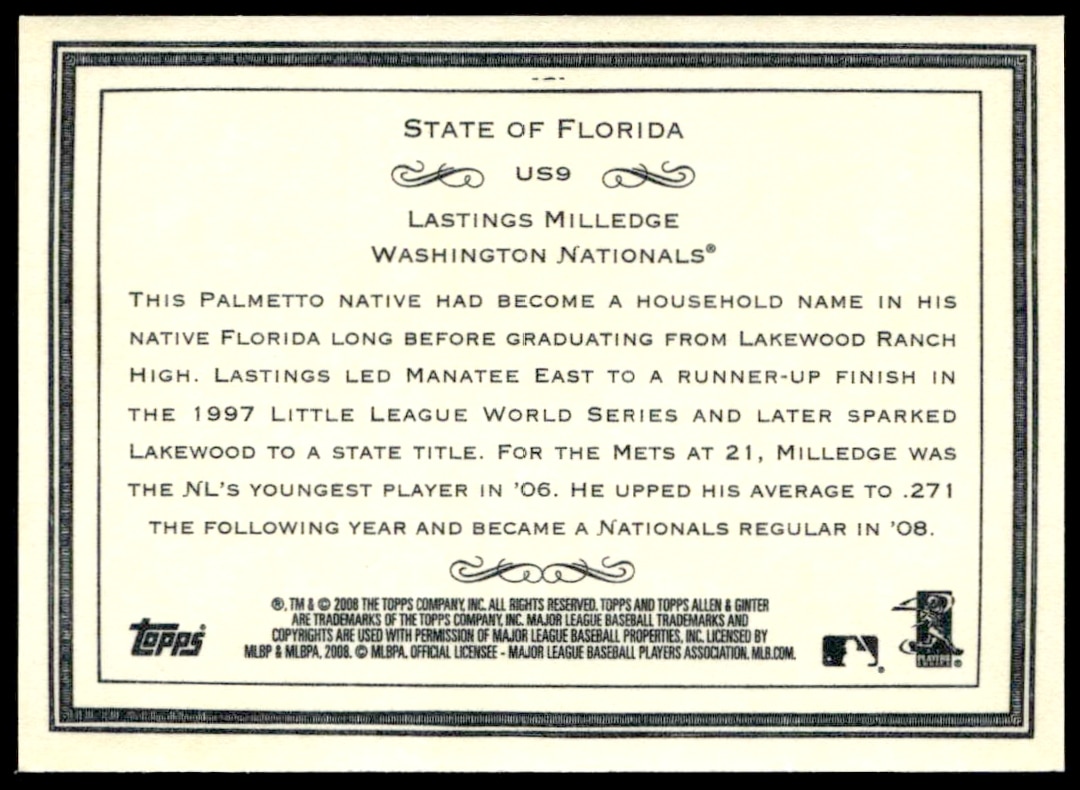 STATE OF FLORIDA
US9
LASTINGS MILLEDGE
WASHINGTON NATIONALS®
THIS PALMETTO NATIVE HAD BECOME A HOUSEHOLD NAME IN HIS
NATIVE FLORIDA LONG BEFORE GRADUATING FROM LAKEWOOD RANCH
HIGH. LASTINGS LED MANATEE EAST TO A RUNNER-UP FINISH IN
THE 1997 LITTLE LEAGUE WORLD SERIES AND LATER SPARKED
LAKEWOOD TO A STATE TITLE. FOR THE METS AT 21, MILLEDGE WAS
THE NL'S YOUNGEST PLAYER IN '06. HE UPPED HIS AVERAGE TO .271
THE FOLLOWING YEAR AND BECAME A NATIONALS REGULAR IN '08.
®, TM & © 2008 THE TOPPS COMPANY, INC. ALL RIGHTS RESERVED. TOPPS AND TOPPS ALLEN & GINTER
ARE TRADEMARKS OF THE TOPPS COMPANY, INC. MAJOR LEAGUE BASEBALL TRADEMARKS AND
COPYRIGHTS ARE USED WITH PERMISSION OF MAJOR LEAGUE BASEBALL PROPERTIES, INC. LICENSED BY
MLBP & MLBPA, 2008. © MLBPA. OFFICIAL LICENSEE - MAJOR LEAGUE BASEBALL PLAYERS ASSOCIATION. MLB.COM.
Topps
®
PLAYERS
CHOICE ®